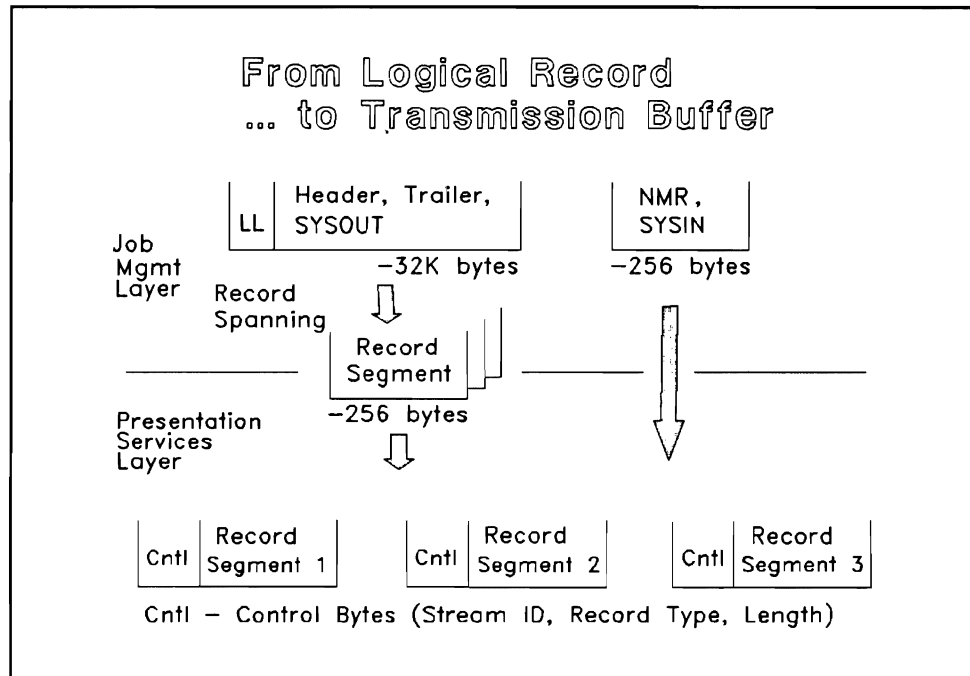 From Logical Record
... to Transmission Buffer
LL
Header, Trailer,
SYSOUT
NMR,
SYSIN
Job
Mgmt
Layer
-32K bytes
-256 bytes
Record
Spanning
Record
Segment
-256 bytes
Presentation
Services
Layer
Cntl
Record
Segment 1
Cntl
Record
Segment 2
Cntl
Record
Segment 3
Cntl - Control Bytes (Stream ID, Record Type, Length)